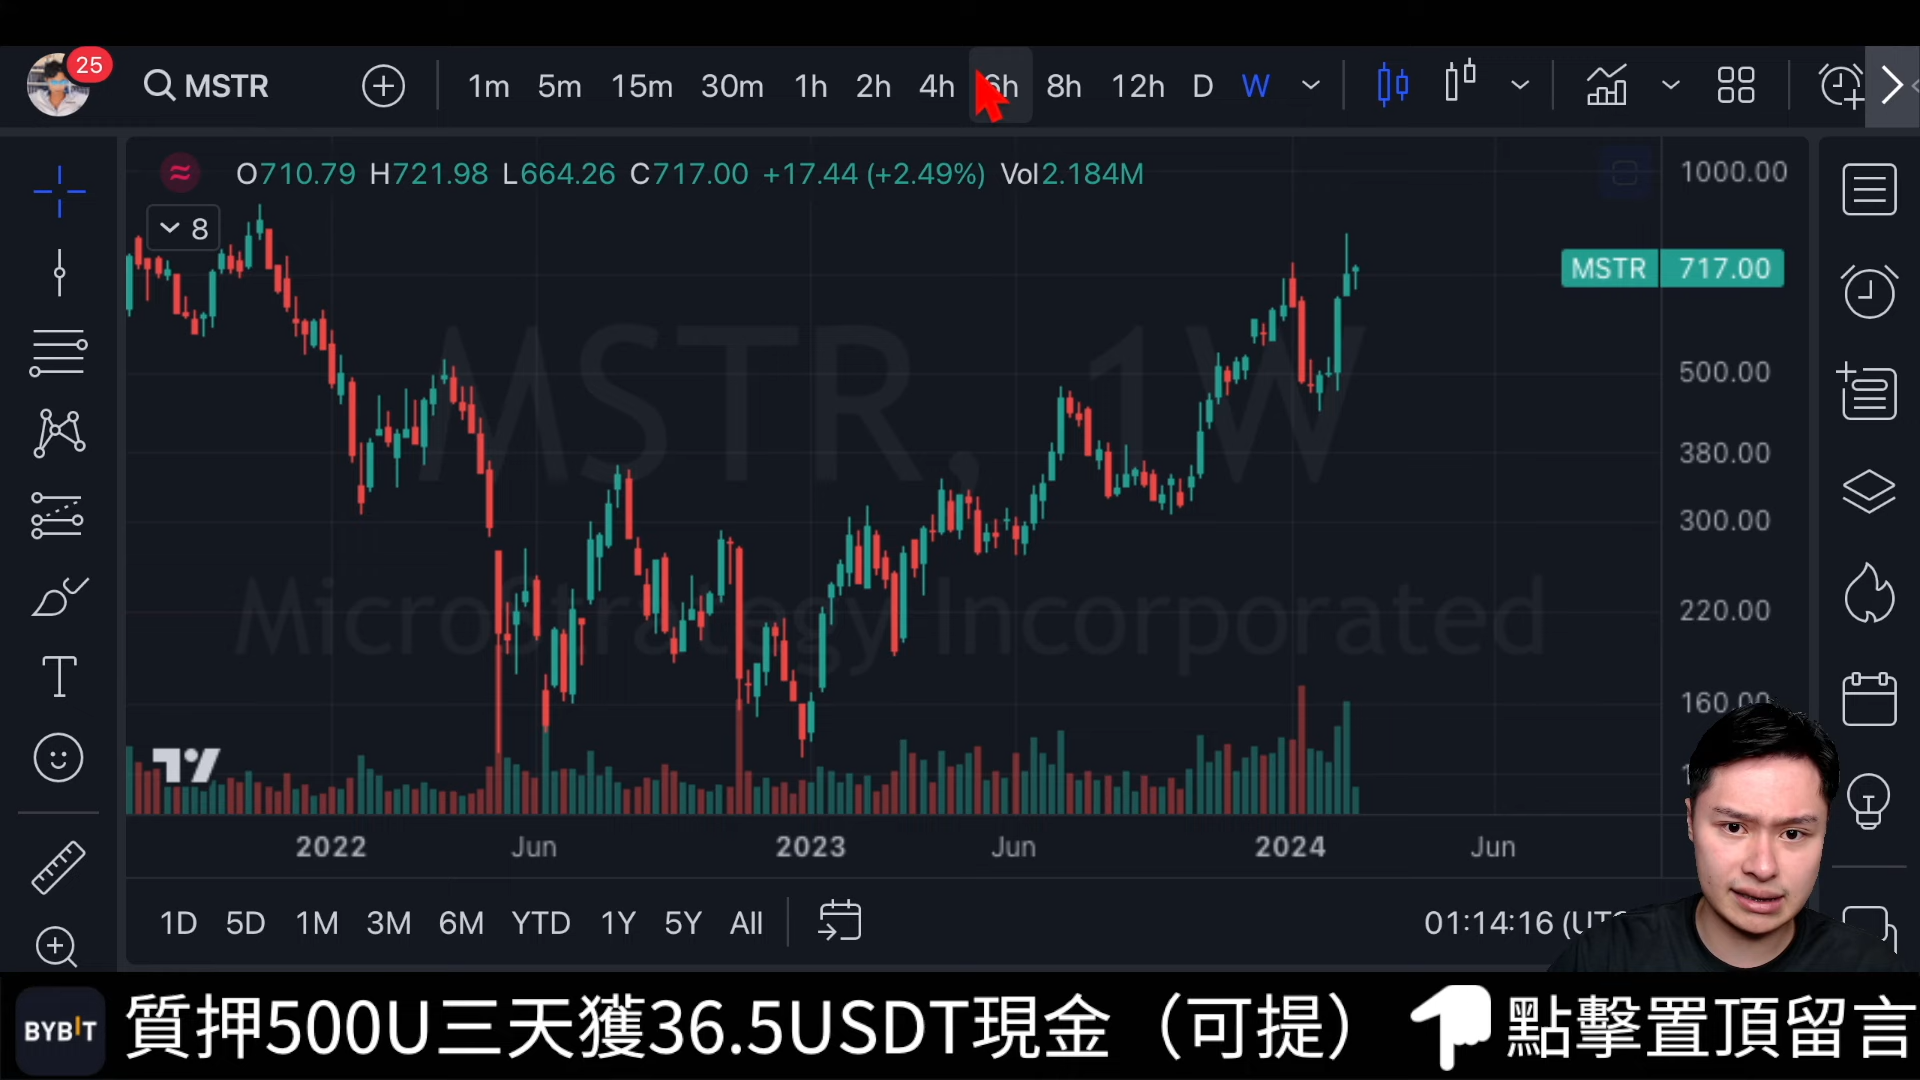 25
MSTR
1m 5m 15m 30m 1h 2h 4h 6h 8h 12h D W
O710.79 H721.98 L664.26 C717.00 +17.44 (+2.49%) Vol2.184M
8
1000.00
MSTR 717.00
500.00
380.00
300.00
220.00
160.00
MSTR, 1W
MicroStrategy Incorporated
2022 Jun 2023 Jun 2024 Jun
1D 5D 1M 3M 6M YTD 1Y 5Y All
01:14:16
BYBIT
質押500U三天獲36.5USDT現金（可提）
點擊置頂留言